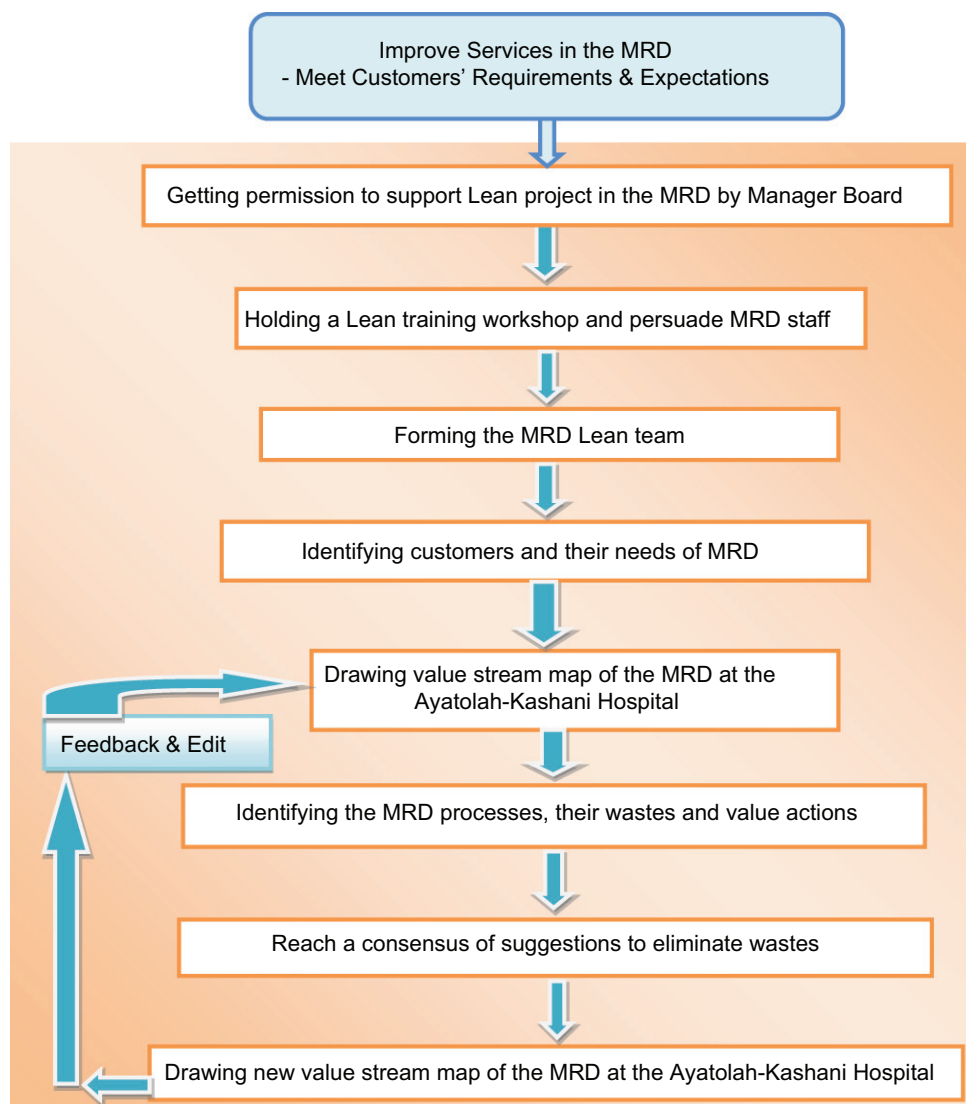 Improve Services in the MRD
- Meet Customers’ Requirements & Expectations
Getting permission to support Lean project in the MRD by Manager Board
Holding a Lean training workshop and persuade MRD staff
Forming the MRD Lean team
Identifying customers and their needs of MRD
Drawing value stream map of the MRD at the
Ayatolah-Kashani Hospital
Feedback & Edit
Identifying the MRD processes, their wastes and value actions
Reach a consensus of suggestions to eliminate wastes
Drawing new value stream map of the MRD at the Ayatolah-Kashani Hospital